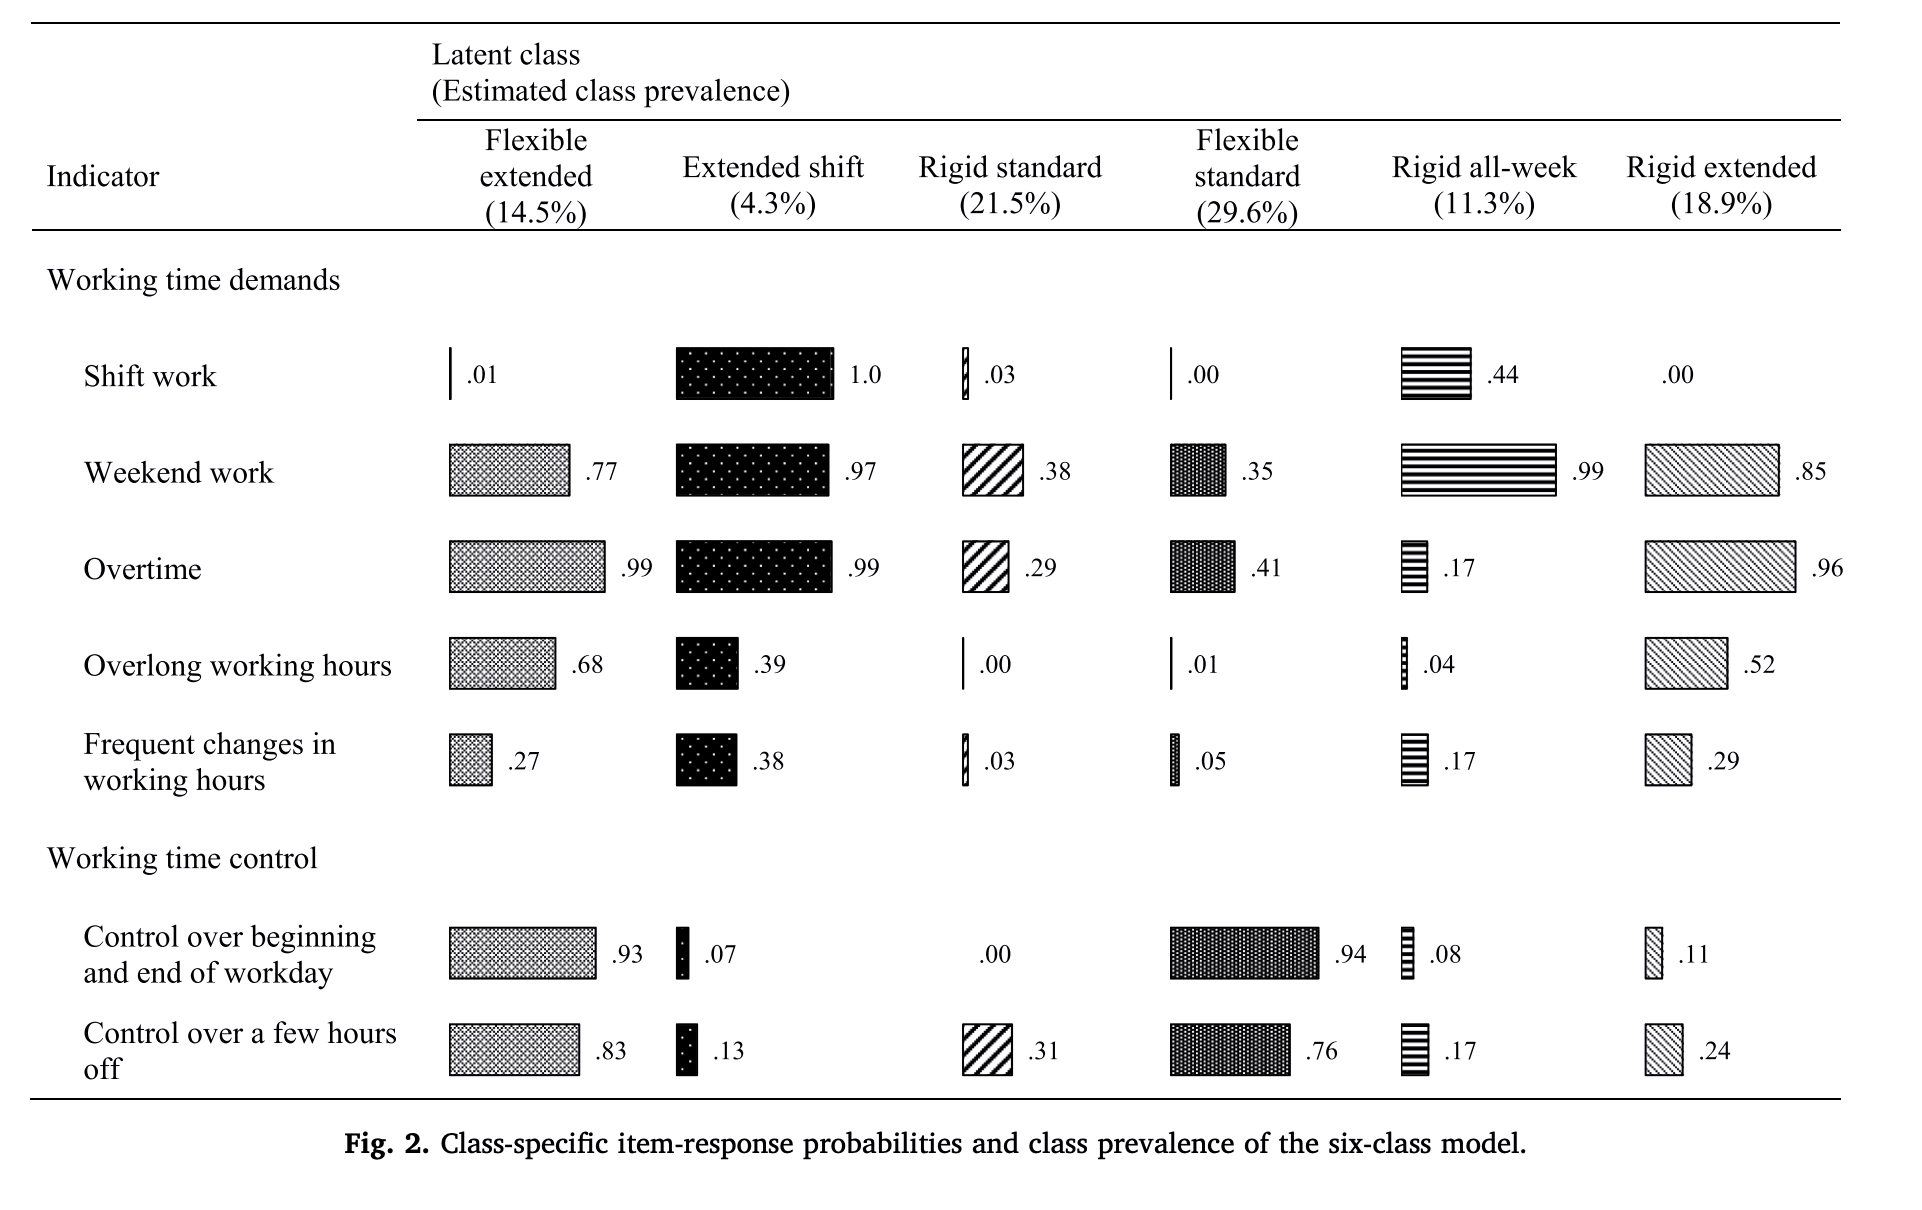 Latent class
(Estimated class prevalence)
Indicator
Flexible
extended
(14.5%)
Extended shift
(4.3%)
Rigid standard
(21.5%)
Flexible
standard
(29.6%)
Rigid all-week
(11.3%)
Rigid extended
(18.9%)
Working time demands
Shift work .01 1.0 .03 .00 .44 .00
Weekend work .77 .97 .38 .35 .99 .85
Overtime .99 .99 .29 .41 .17 .96
Overlong working hours .68 .39 .00 .01 .04 .52
Frequent changes in
working hours .27 .38 .03 .05 .17 .29
Working time control
Control over beginning
and end of workday .93 .07 .00 .94 .08 .11
Control over a few hours
off .83 .13 .31 .76 .17 .24
Fig. 2. Class-specific item-response probabilities and class prevalence of the six-class model.